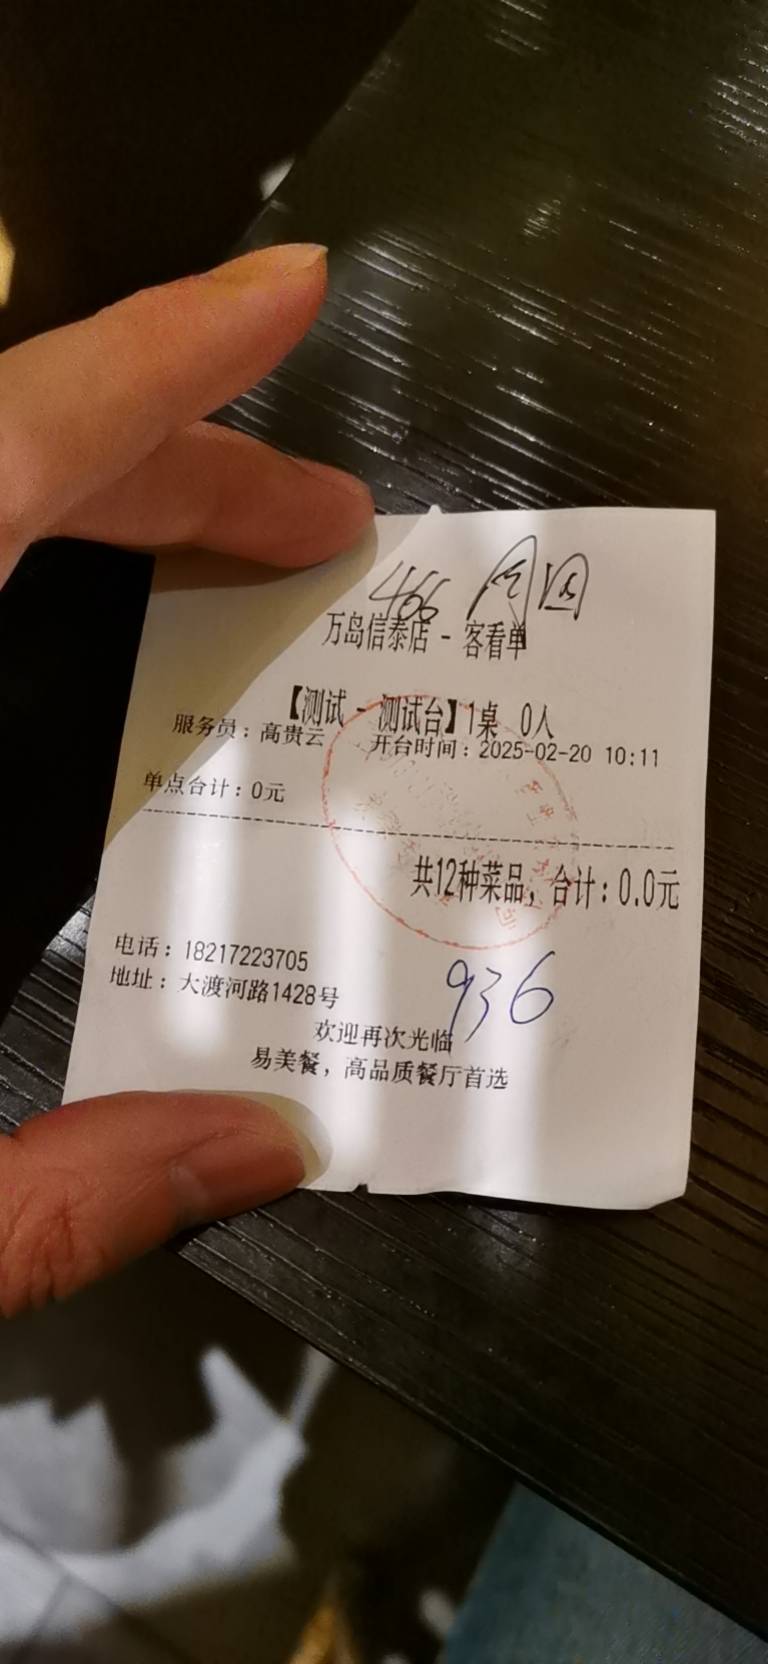 466 周四
万岛信泰店 - 客看单
【测试 - 测试台】1桌 0人
服务员：高贵云 开台时间：2025-02-20 10:11
单点合计：0元
共12种菜品，合计：0.0元
电话：18217223705
地址：大渡河路1428号
936
欢迎再次光临
易美餐，高品质餐厅首选